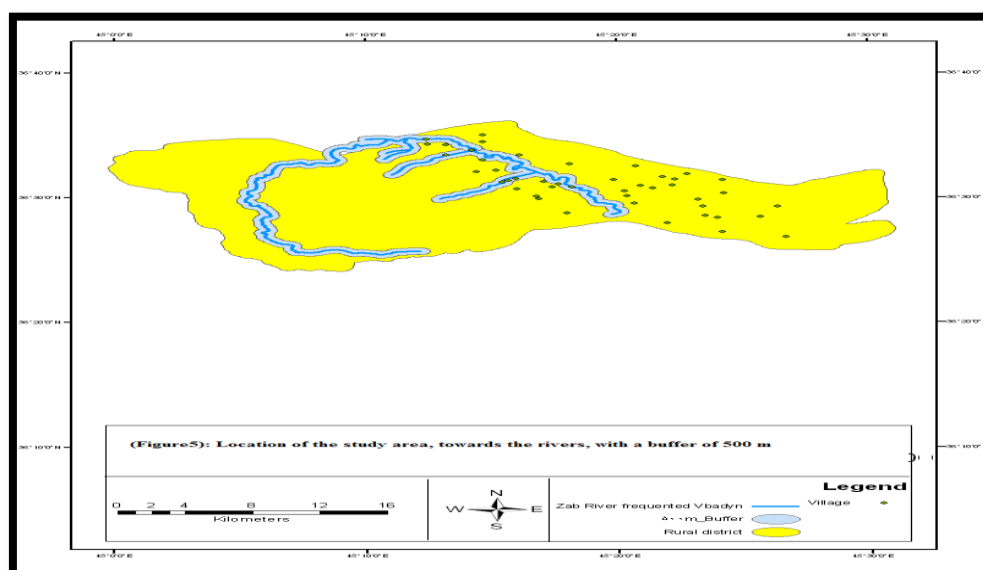 45°0'0"E 45°10'0"E 45°20'0"E 45°30'0"E
36°40'0"N 36°40'0"N
36°30'0"N 36°30'0"N
36°20'0"N 36°20'0"N
36°10'0"N 36°10'0"N
(Figure5): Location of the study area, towards the rivers, with a buffer of 500 m
0 2 4 8 12 16
Kilometers
N
W E
S
Legend
Zab River frequented Vbadyn Village
m_Buffer
Rural district
45°0'0"E 45°10'0"E 45°20'0"E 45°30'0"E